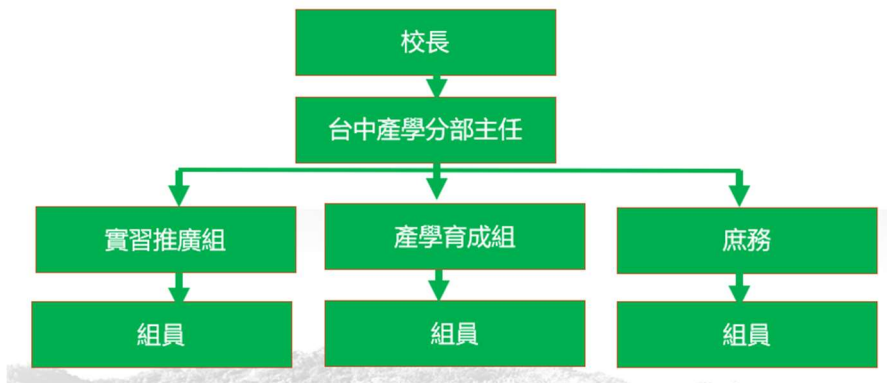 校長
台中產學分部主任
實習推廣組
產學育成組
庶務
組員
組員
組員